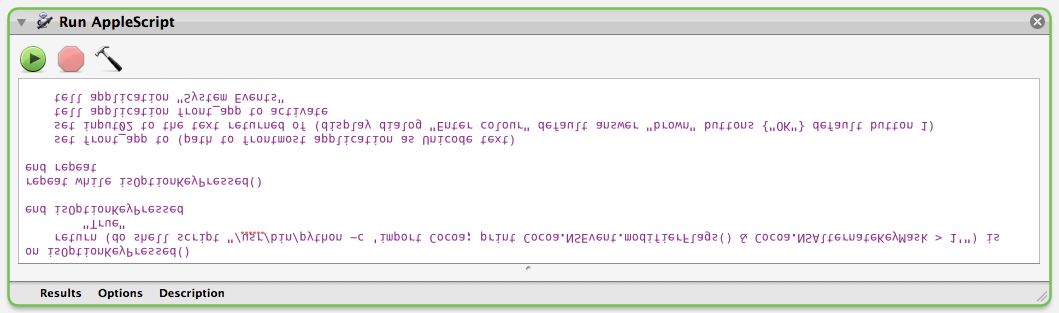 Run AppleScript
on isOptionKeyPressed()
return (do shell script "/usr/bin/python -c 'import Cocoa; print Cocoa.NSEvent.modifierFlags() & Cocoa.NSAlternateKeyMask > 1'") is
"True"
end isOptionKeyPressed
repeat while isOptionKeyPressed()
end repeat
set front_app to (path to frontmost application as Unicode text)
set input02 to the text returned of (display dialog "Enter colour" default answer "brown" buttons {"OK"} default button 1)
tell application front_app to activate
tell application "System Events"
Results Options Description